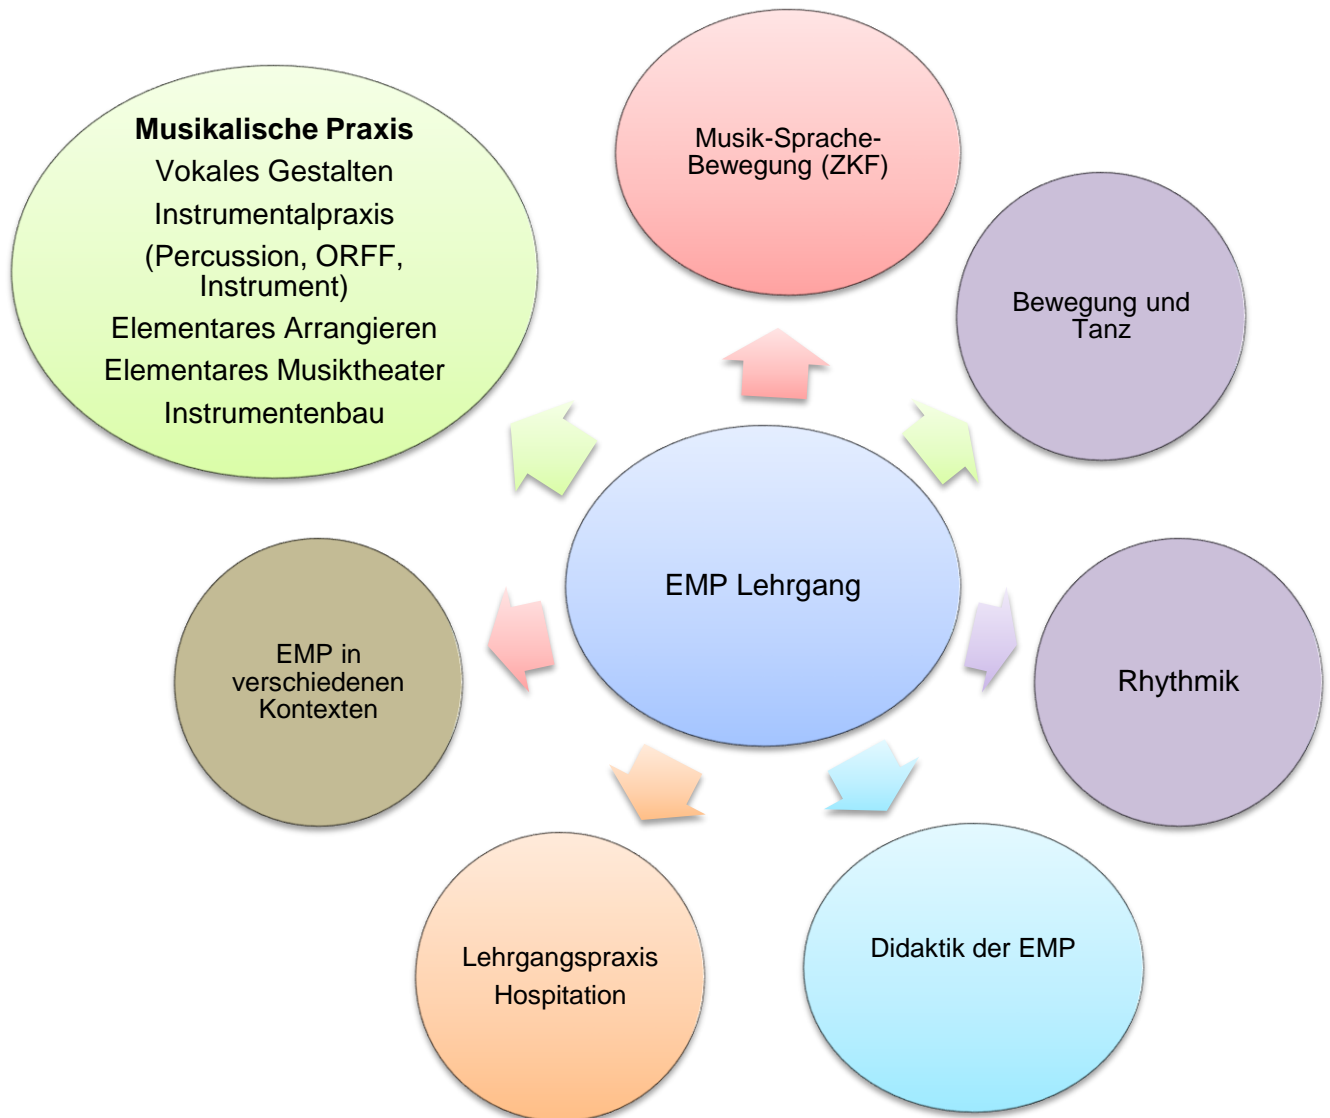 Musikalische Praxis
Vokales Gestalten
Instrumentalpraxis
(Percussion, ORFF,
Instrument)
Elementares Arrangieren
Elementares Musiktheater
Instrumentenbau
Musik-Sprache-
Bewegung (ZKF)
Bewegung und
Tanz
EMP Lehrgang
EMP in
verschiedenen
Kontexten
Rhythmik
Lehrgangspraxis
Hospitation
Didaktik der EMP